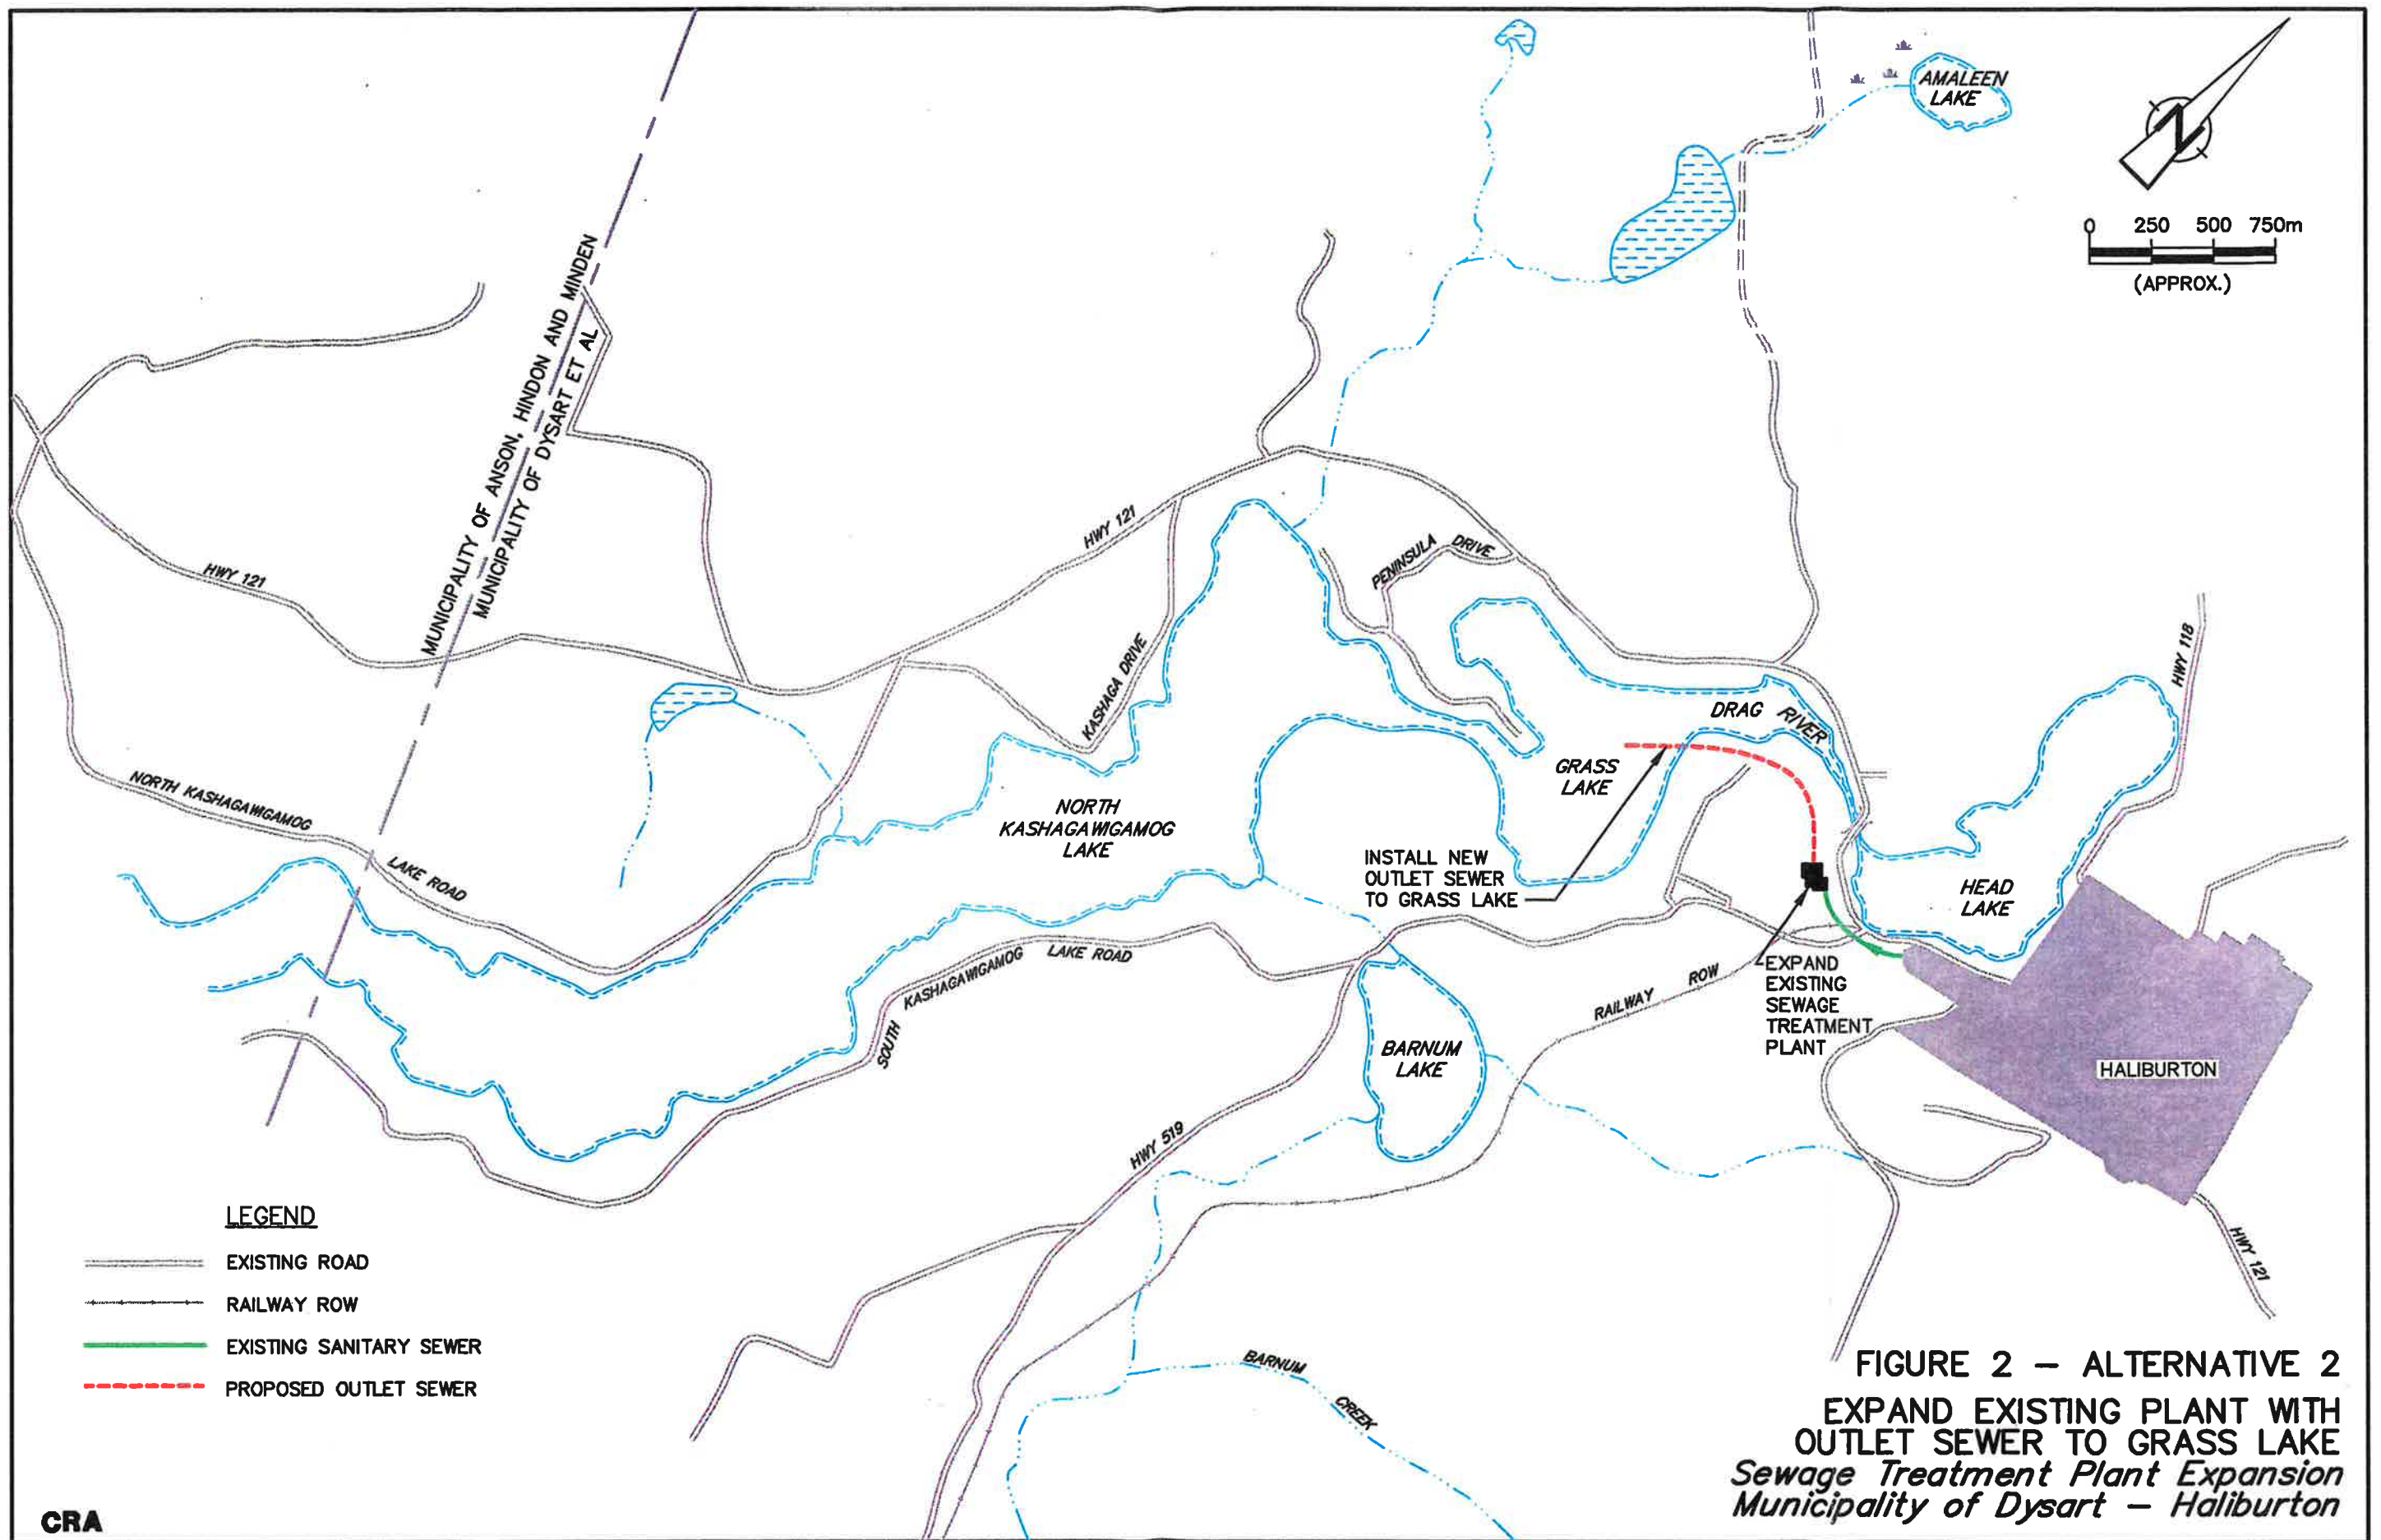 AMALEEN
LAKE
N
0 250 500 750m
(APPROX.)
MUNICIPALITY OF ANSON, HINDON AND MINDEN
MUNICIPALITY OF DYSART ET AL
HWY 121
HWY 121
PENINSULA DRIVE
KASHAGA DRIVE
HWY 118
DRAG RIVER
GRASS
LAKE
NORTH KASHAGAWIGAMOG
LAKE ROAD
NORTH
KASHAGAWIGAMOG
LAKE
INSTALL NEW
OUTLET SEWER
TO GRASS LAKE
HEAD
LAKE
SOUTH KASHAGAWIGAMOG LAKE ROAD
RAILWAY ROW
EXPAND
EXISTING
SEWAGE
TREATMENT
PLANT
BARNUM
LAKE
HALIBURTON
HWY 519
HWY 121
BARNUM CREEK
LEGEND
EXISTING ROAD
RAILWAY ROW
EXISTING SANITARY SEWER
PROPOSED OUTLET SEWER
FIGURE 2 — ALTERNATIVE 2
EXPAND EXISTING PLANT WITH
OUTLET SEWER TO GRASS LAKE
Sewage Treatment Plant Expansion
Municipality of Dysart — Haliburton
CRA